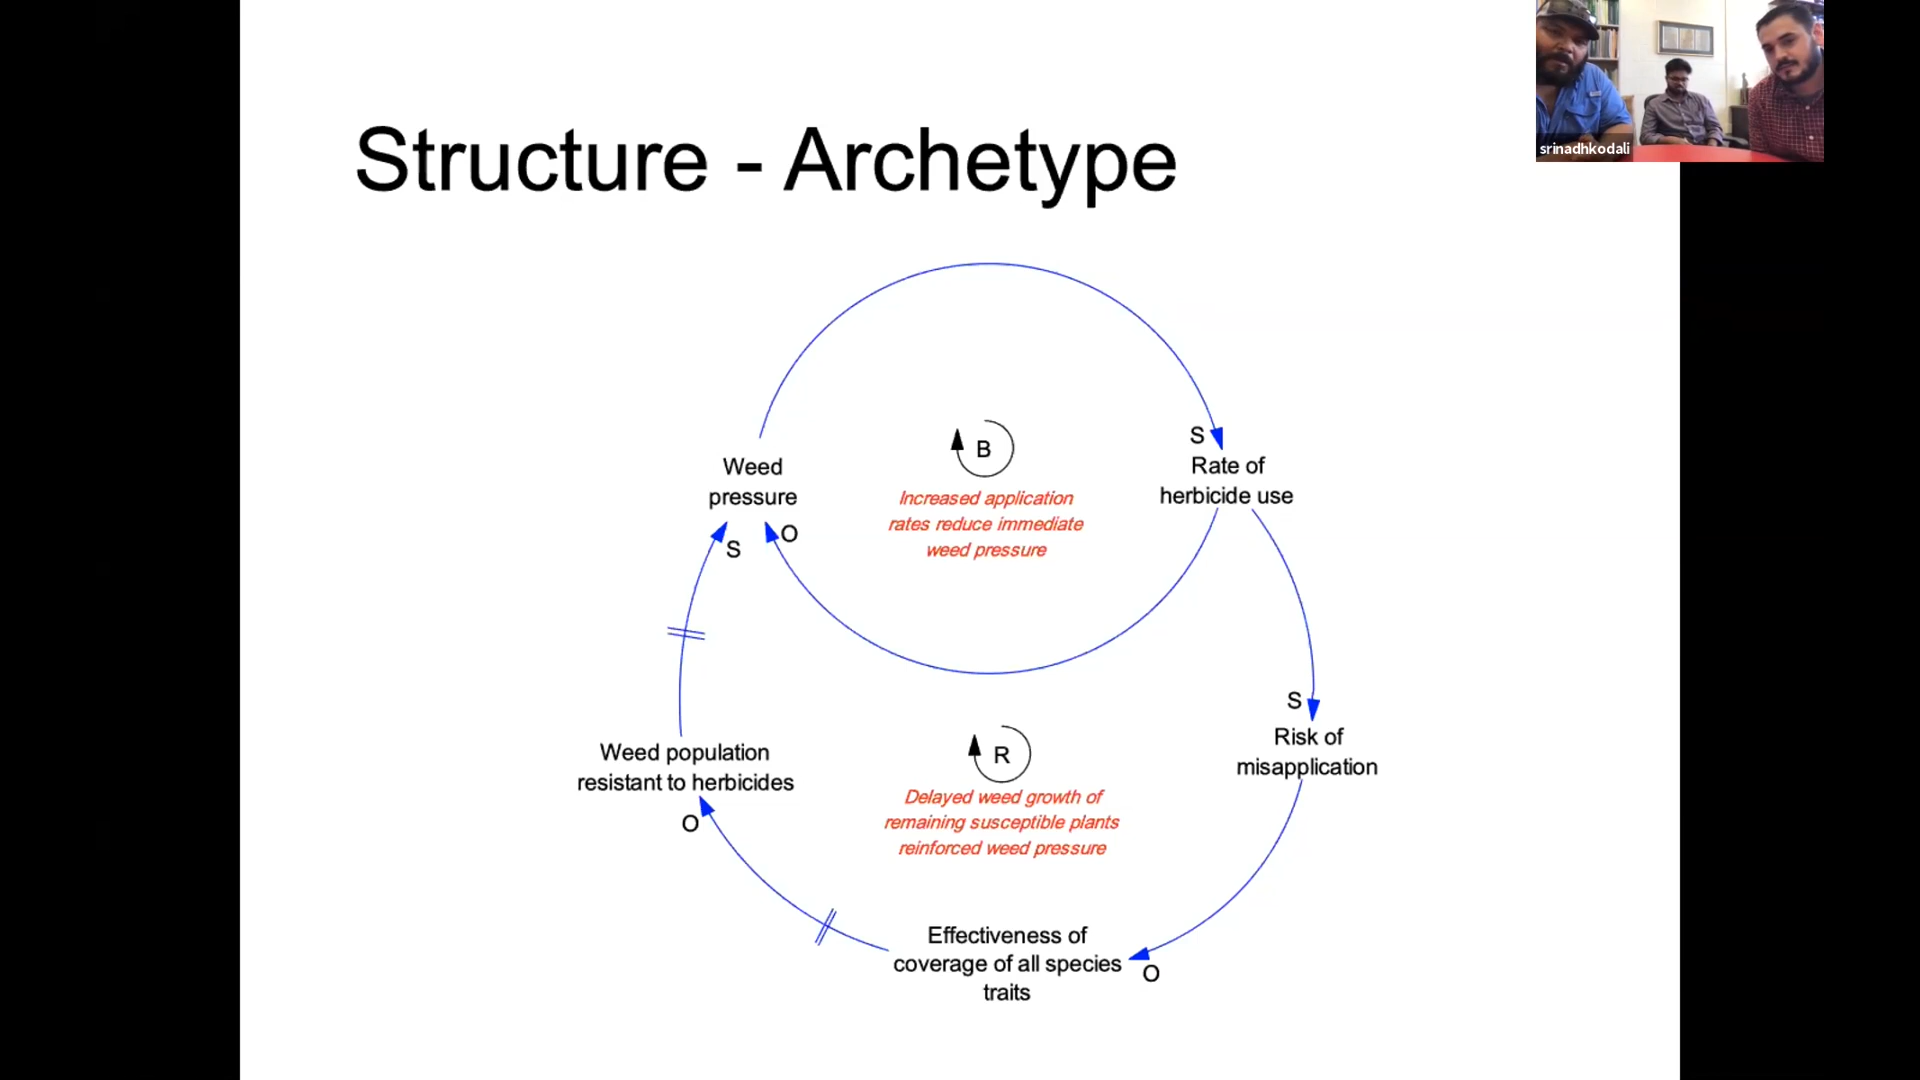 srinadhkodali
Structure - Archetype
S
B
Weed
pressure
Rate of
herbicide use
Increased application
rates reduce immediate
weed pressure
O
S
S
R
Risk of
misapplication
Weed population
resistant to herbicides
Delayed weed growth of
remaining susceptible plants
reinforced weed pressure
O
Effectiveness of
coverage of all species
traits
O